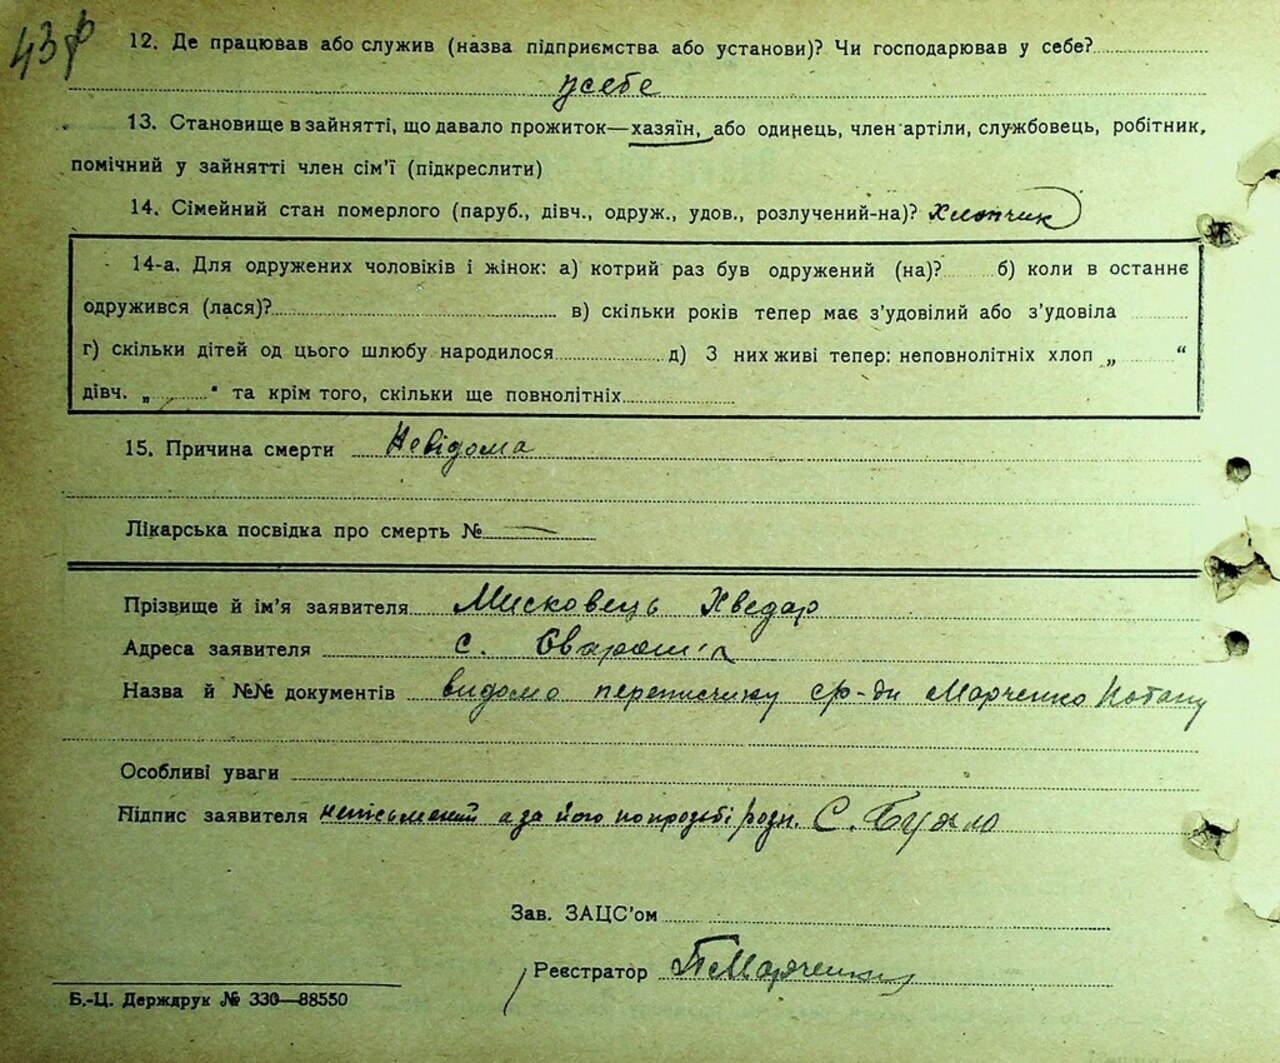 43
12. Де працював або служив (назва підприємства або установи)? Чи господарював у себе?
усебе
13. Становище в зайнятті, що давало прожиток—хазяїн, або одинець, член артіли, службовець, робітник,
помічний у зайнятті член сім’ї (підкреслити)
14. Сімейний стан померлого (паруб., дівч., одруж., удов., розлучений-на)? Хлопчик
14-а. Для одружених чоловіків і жінок: а) котрий раз був одружений (на)? б) коли в останнє
одружився (лася)? в) скільки років тепер має з’удовілий або з’удовіла
г) скільки дітей од цього шлюбу народилося д) З них живі тепер: неповнолітніх хлоп „ “
дівч. „ “ та крім того, скільки ще повнолітніх
15. Причина смерти Невідома
Лікарська посвідка про смерть №
Прізвище й ім’я заявителя Мисковець Хведар
Адреса заявителя с.
Назва й №№ документів видомо переписчику с/р-ди Марченко
Особливі уваги
Підпис заявителя неписьмений а за його по прозьбі розп. С.
Зав. ЗАЦС’ом
Реєстратор П Марченко
Б.-Ц. Держдрук № 330—88550